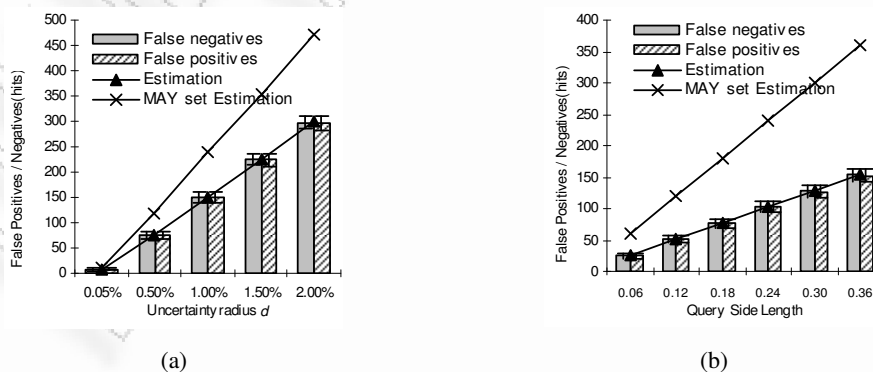 False Positives / Negatives(hits)
500
450
400
350
300
250
200
150
100
50
0
False negatives
False positives
Estimation
MAY set Estimation
0.05% 0.50% 1.00% 1.50% 2.00%
Uncertainty radius d
(a)
False Positives / Negatives(hits)
400
350
300
250
200
150
100
50
0
False negatives
False positives
Estimation
MAY set Estimation
0.06 0.12 0.18 0.24 0.30 0.36
Query Side Length
(b)